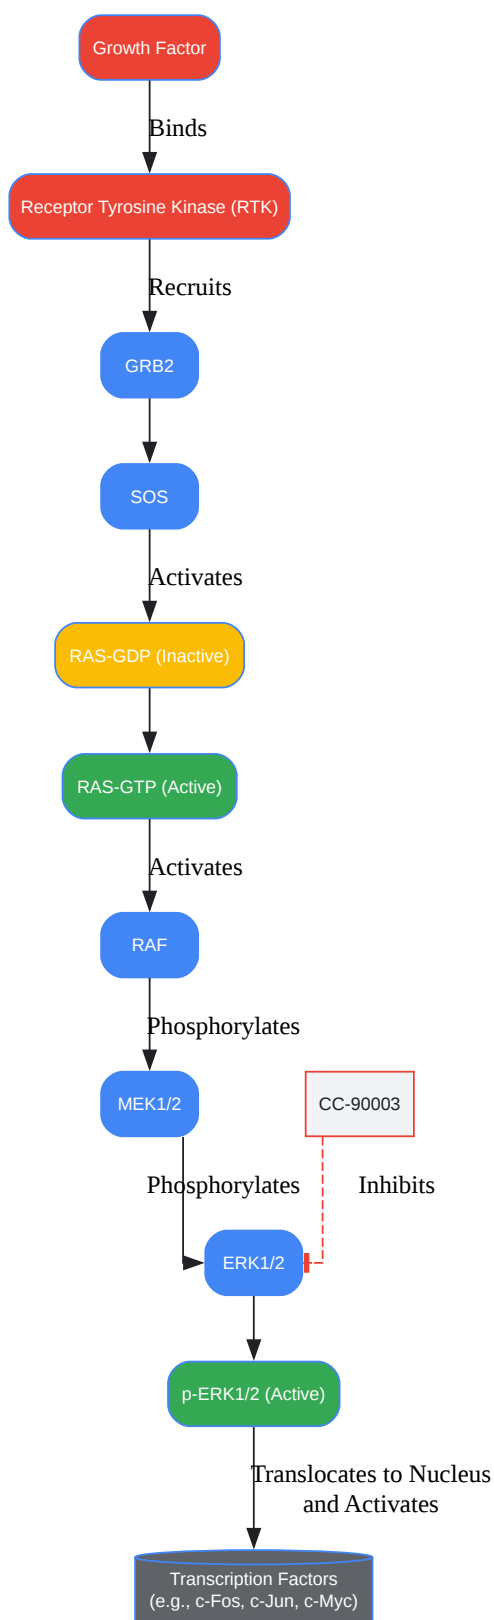 Growth Factor
Binds
Receptor Tyrosine Kinase (RTK)
Recruits
GRB2
SOS
Activates
RAS-GDP (Inactive)
RAS-GTP (Active)
Activates
RAF
Phosphorylates
MEK1/2
CC-90003
Phosphorylates
Inhibits
ERK1/2
p-ERK1/2 (Active)
Translocates to Nucleus
and Activates
Transcription Factors
(e.g., c-Fos, c-Jun, c-Myc)